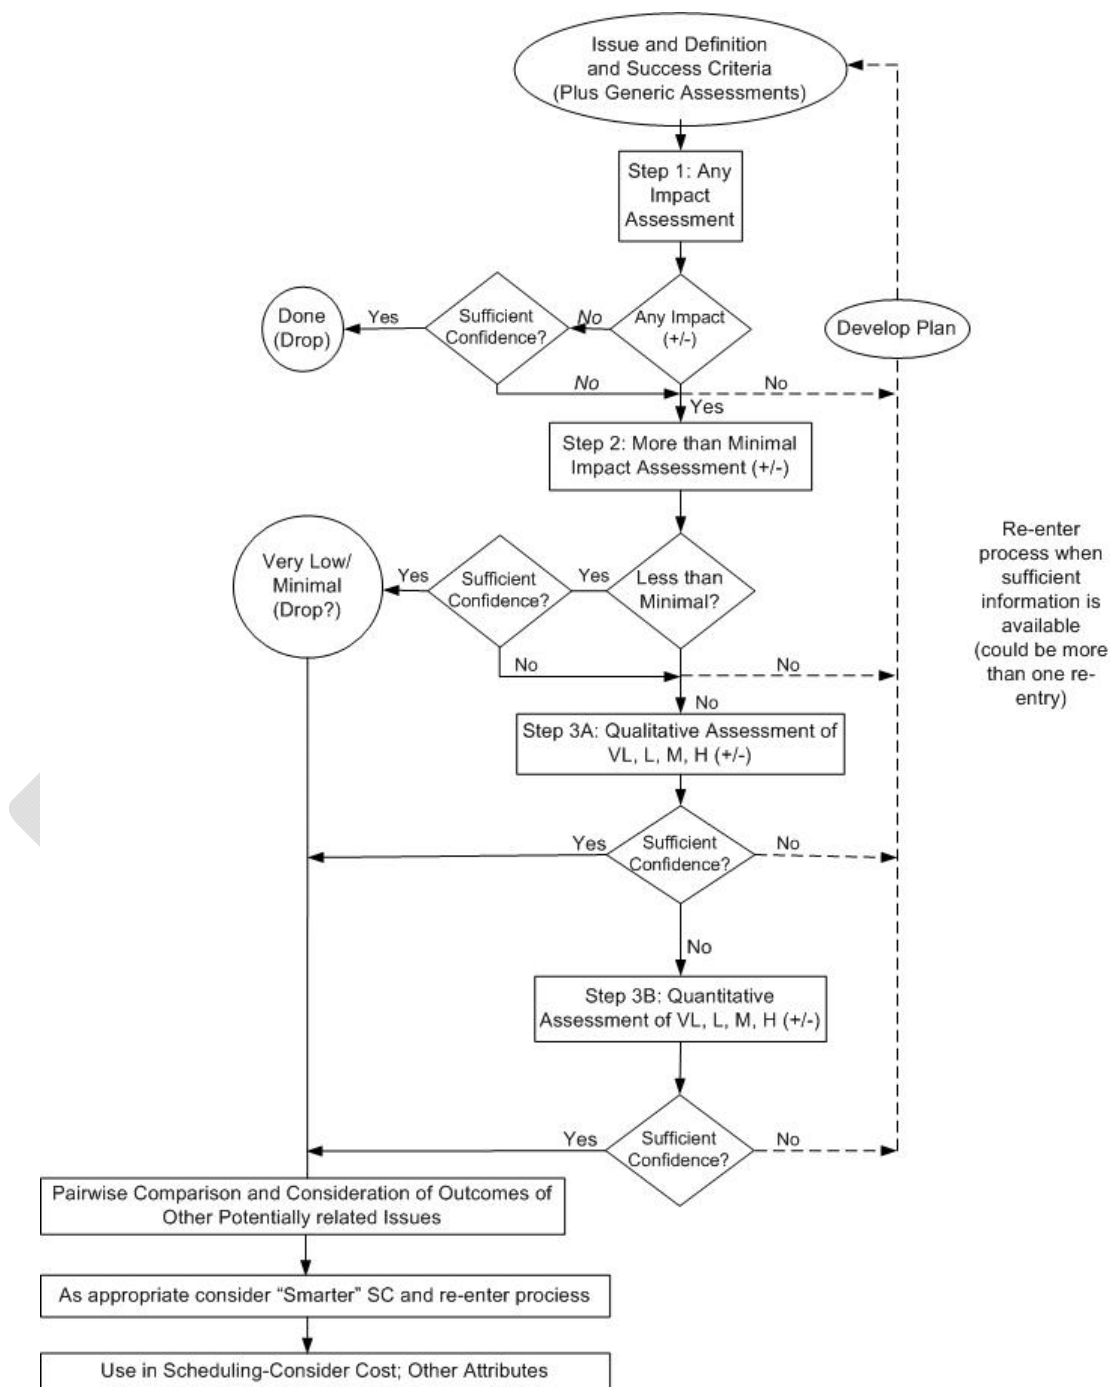 Issue and Definition
and Success Criteria
(Plus Generic Assessments)
Step 1: Any
Impact
Assessment
Done
(Drop)
Yes
Sufficient
Confidence?
No
Any Impact
(+/-)
Develop Plan
No
No
Yes
Step 2: More than Minimal
Impact Assessment (+/-)
Very Low/
Minimal
(Drop?)
Yes
Sufficient
Confidence?
Yes
Less than
Minimal?
Re-enter
process when
sufficient
information is
available
(could be more
than one re-
entry)
No
No
No
Step 3A: Qualitative Assessment of
VL, L, M, H (+/-)
Yes
Sufficient
Confidence?
No
No
Step 3B: Quantitative
Assessment of VL, L, M, H (+/-)
Yes
Sufficient
Confidence?
No
Pairwise Comparison and Consideration of Outcomes of
Other Potentially related Issues
As appropriate consider “Smarter” SC and re-enter prociess
Use in Scheduling-Consider Cost; Other Attributes